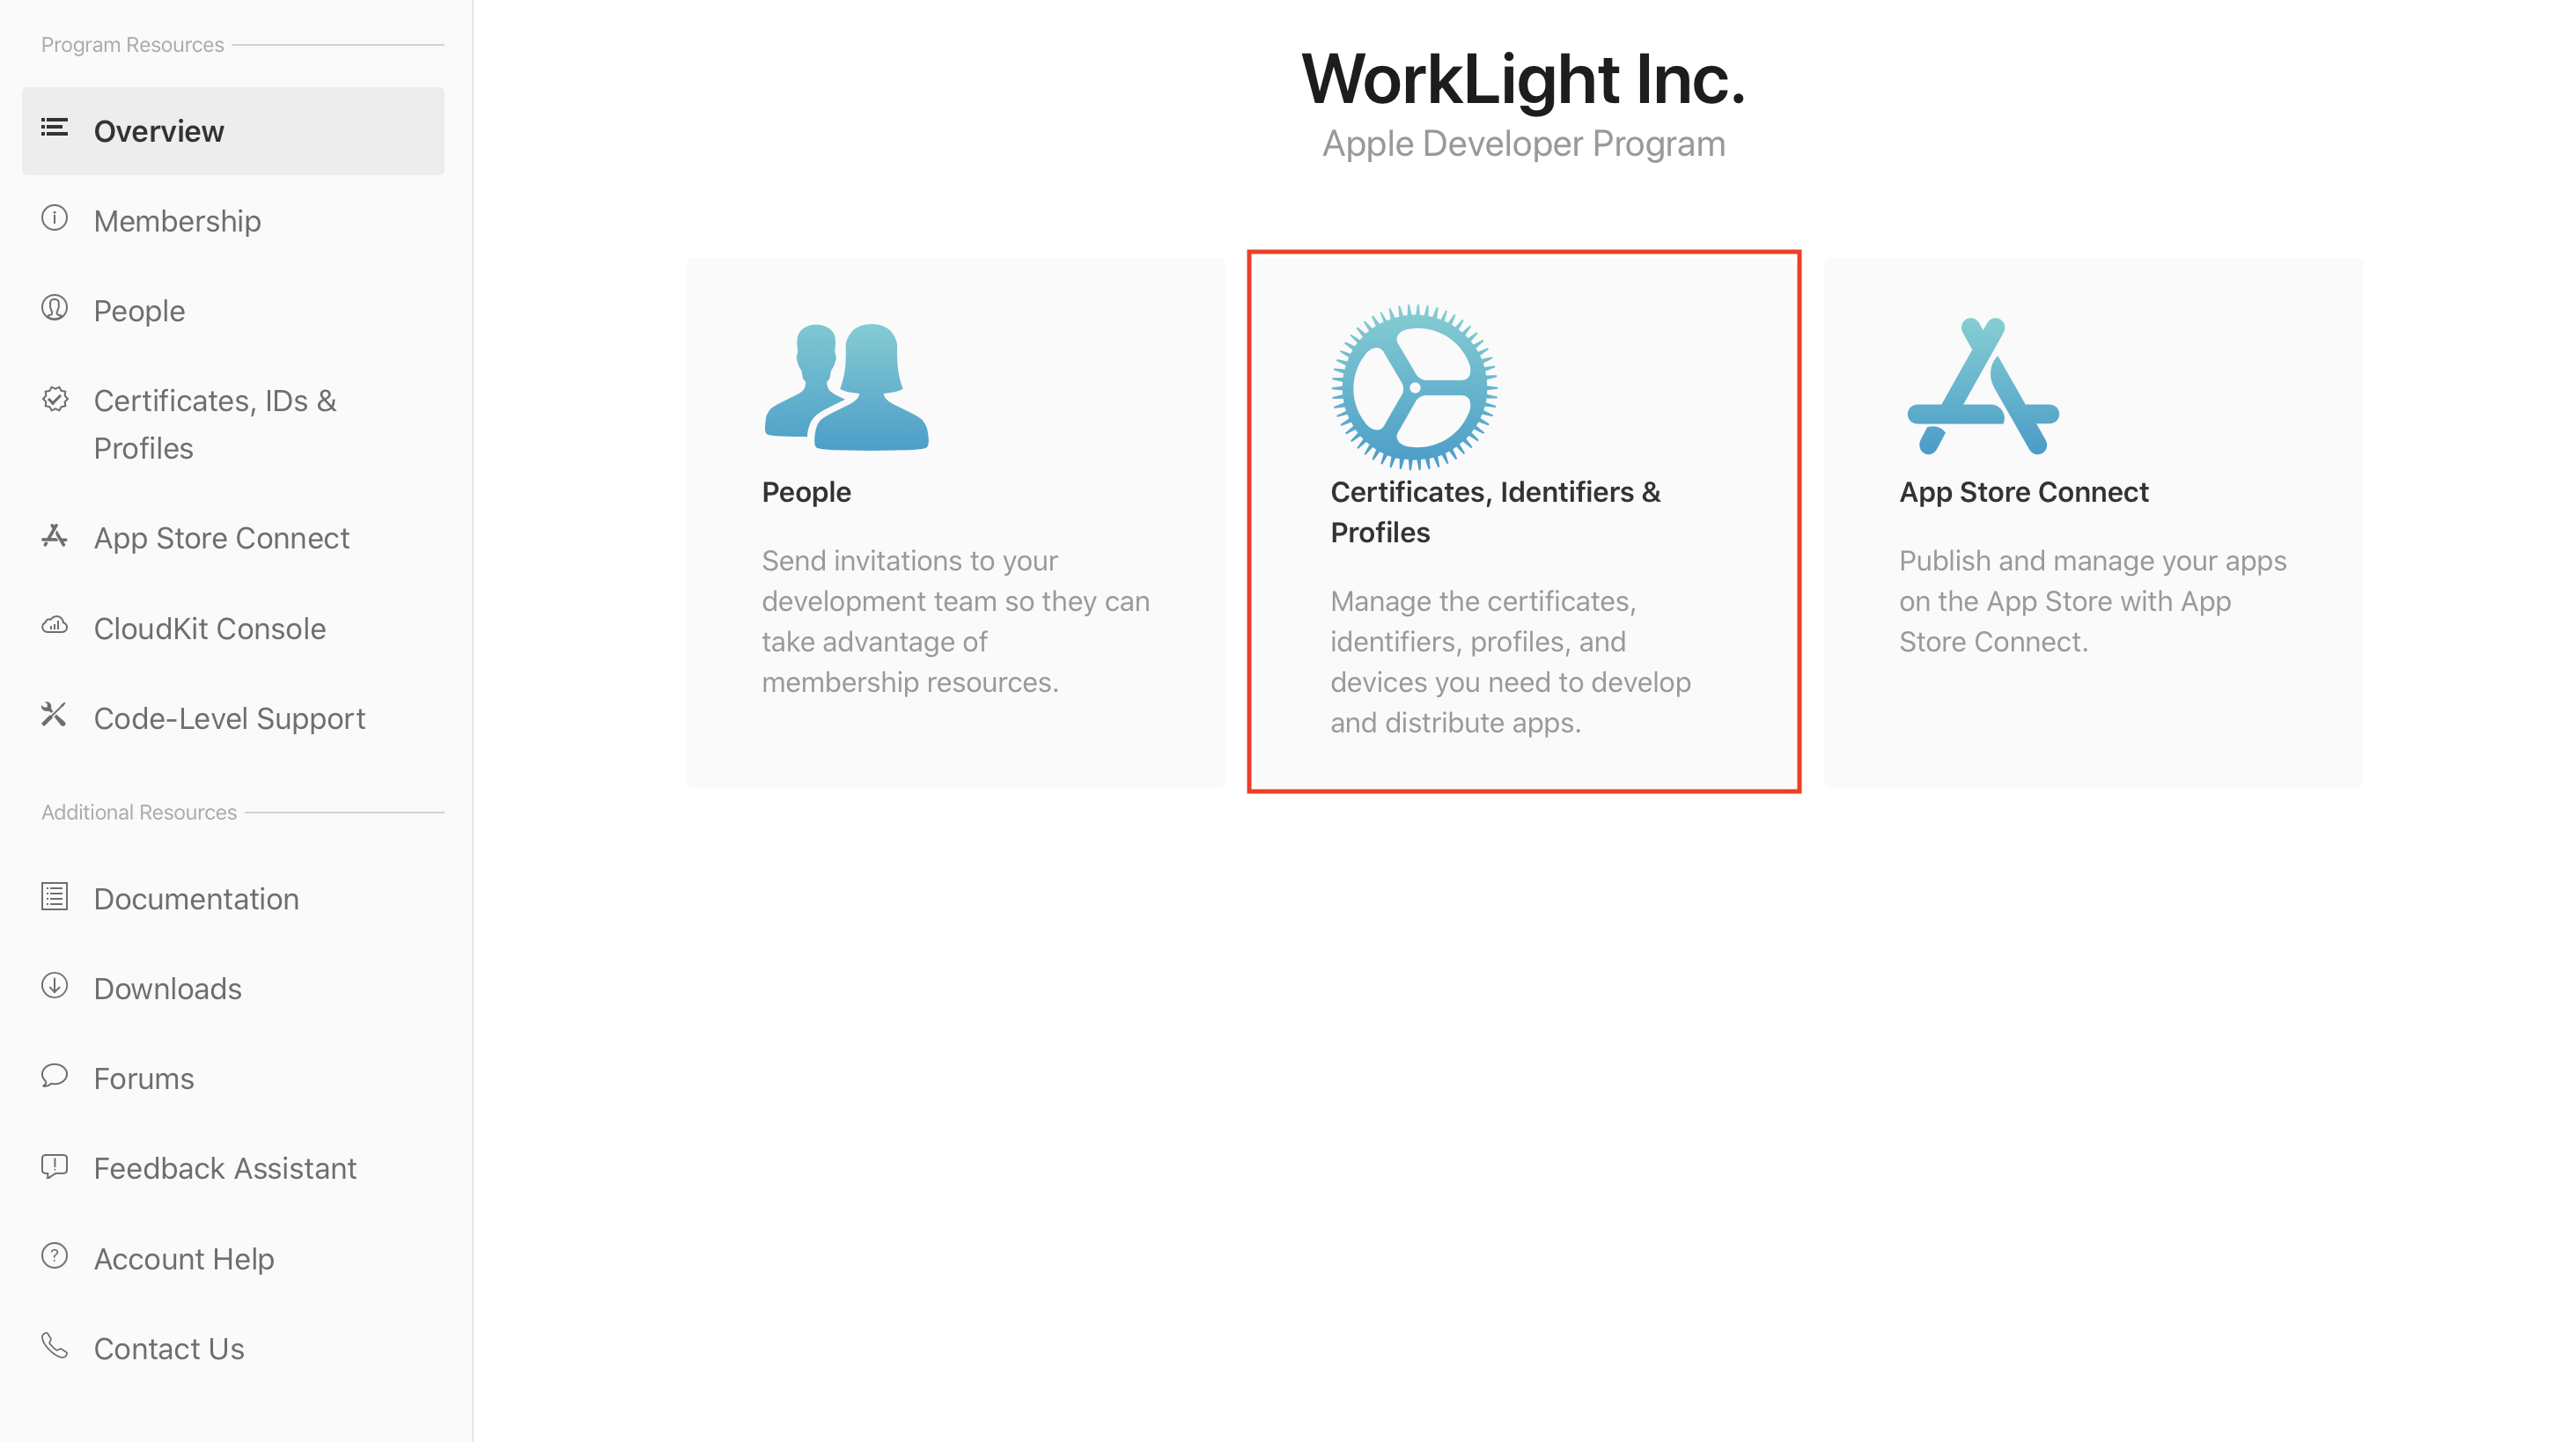 Program Resources
Overview
Membership
People
Certificates, IDs &
Profiles
App Store Connect
CloudKit Console
Code-Level Support
Additional Resources
Documentation
Downloads
Forums
Feedback Assistant
Account Help
Contact Us
WorkLight Inc.
Apple Developer Program
People
Send invitations to your
development team so they can
take advantage of
membership resources.
Certificates, Identifiers &
Profiles
Manage the certificates,
identifiers, profiles, and
devices you need to develop
and distribute apps.
App Store Connect
Publish and manage your apps
on the App Store with App
Store Connect.